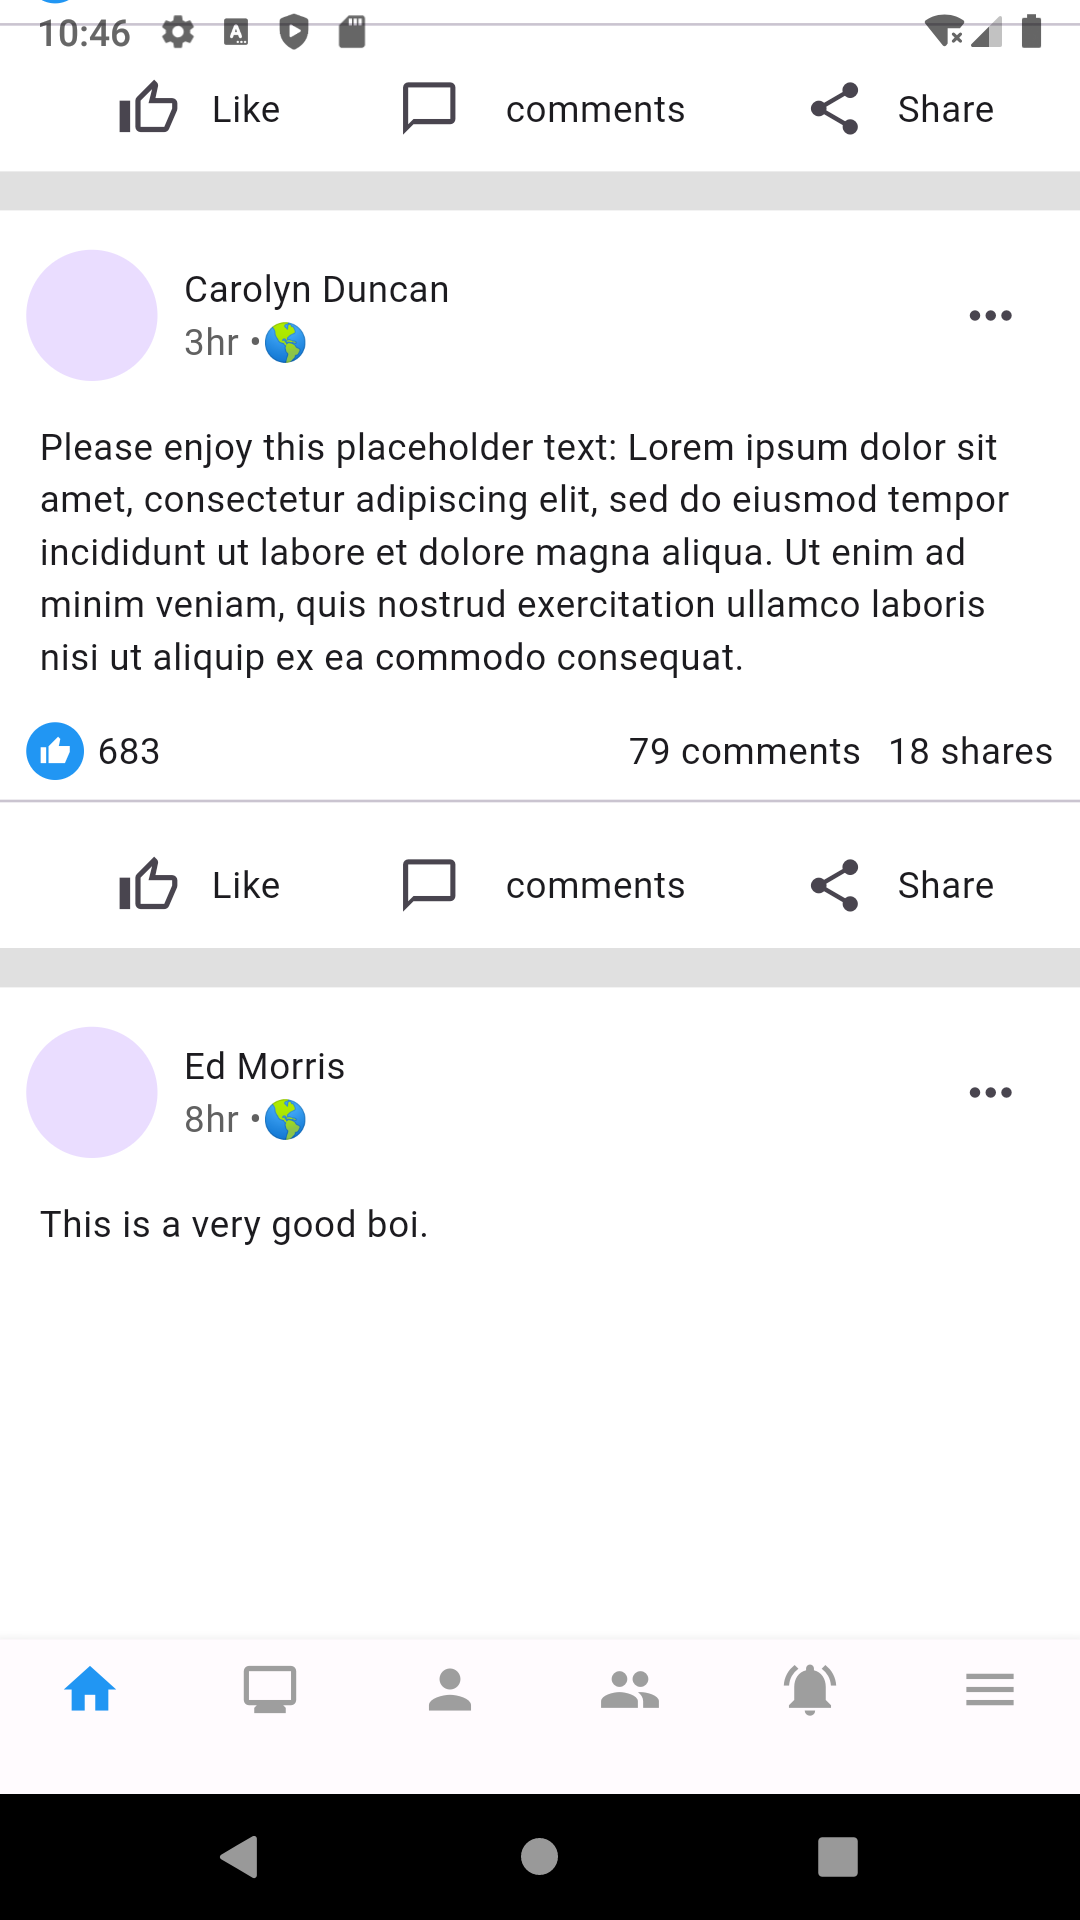 10:46
Like comments Share
Carolyn Duncan
3hr •
Please enjoy this placeholder text: Lorem ipsum dolor sit
amet, consectetur adipiscing elit, sed do eiusmod tempor
incididunt ut labore et dolore magna aliqua. Ut enim ad
minim veniam, quis nostrud exercitation ullamco laboris
nisi ut aliquip ex ea commodo consequat.
683 79 comments 18 shares
Like comments Share
Ed Morris
8hr •
This is a very good boi.